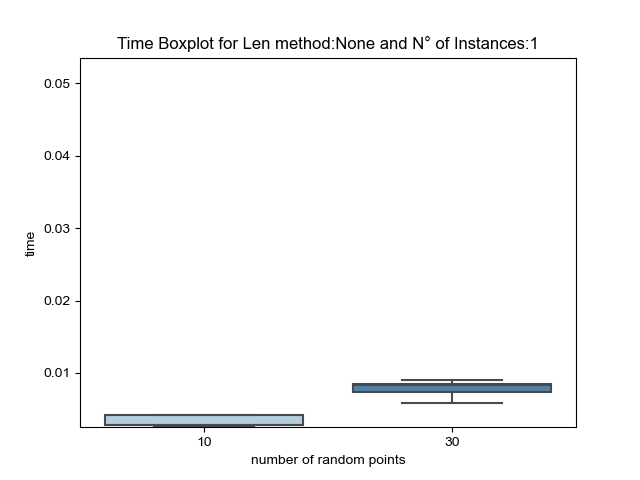 Time Boxplot for Len method:None and N° of Instances:1
0.05
0.04
0.03
0.02
0.01
time
10 30
number of random points